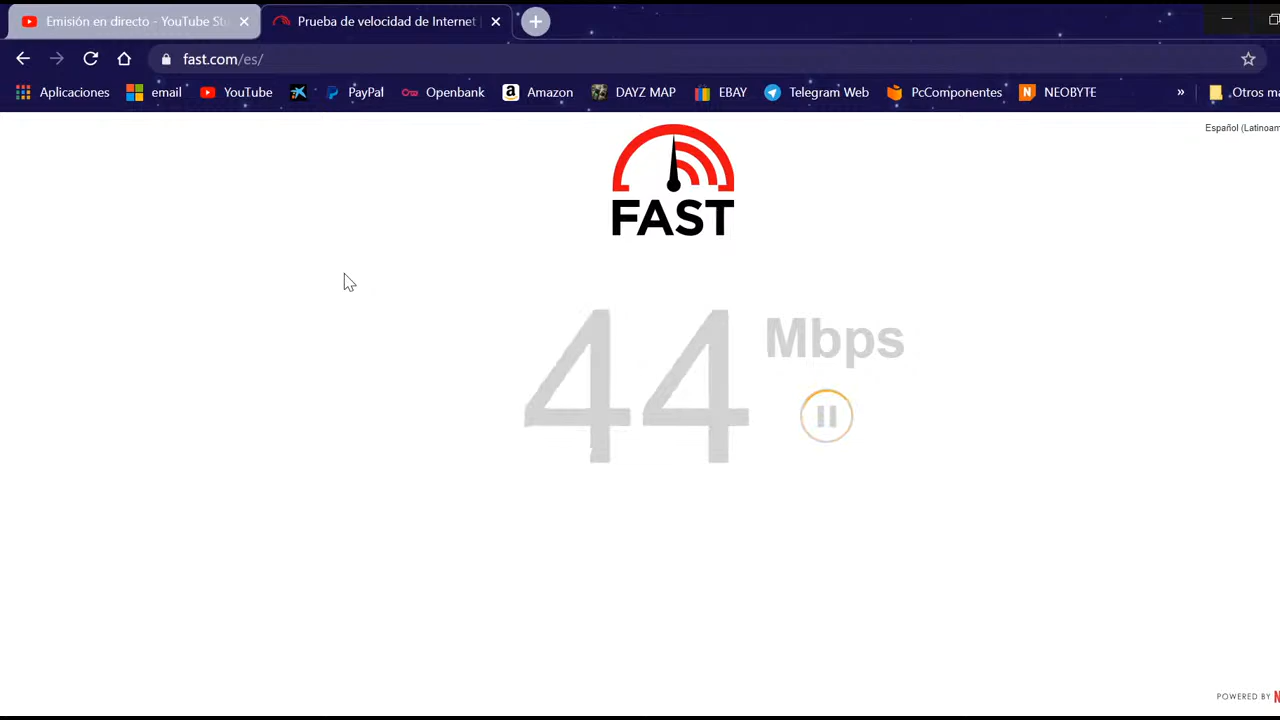 Emisión en directo - YouTube Stu
Prueba de velocidad de Internet
fast.com/es/
Aplicaciones email YouTube PayPal Openbank Amazon DAYZ MAP EBAY Telegram Web PcComponentes NEOBYTE » Otros ma
Español (Latinoam
FAST
44 Mbps
POWERED BY N